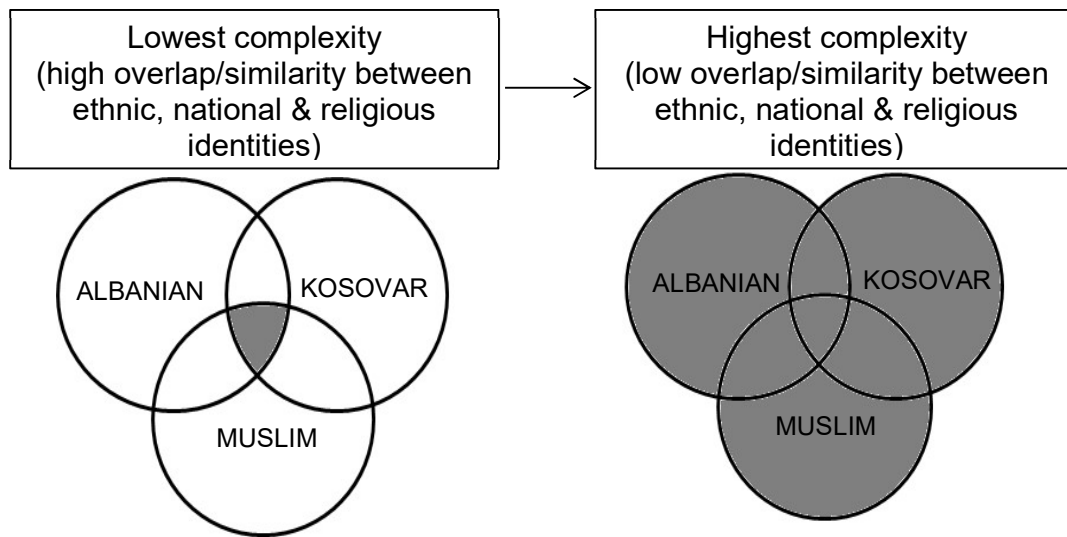 Lowest complexity
(high overlap/similarity between
ethnic, national & religious
identities)
Highest complexity
(low overlap/similarity between
ethnic, national & religious
identities)
ALBANIAN
KOSOVAR
MUSLIM
ALBANIAN
KOSOVAR
MUSLIM